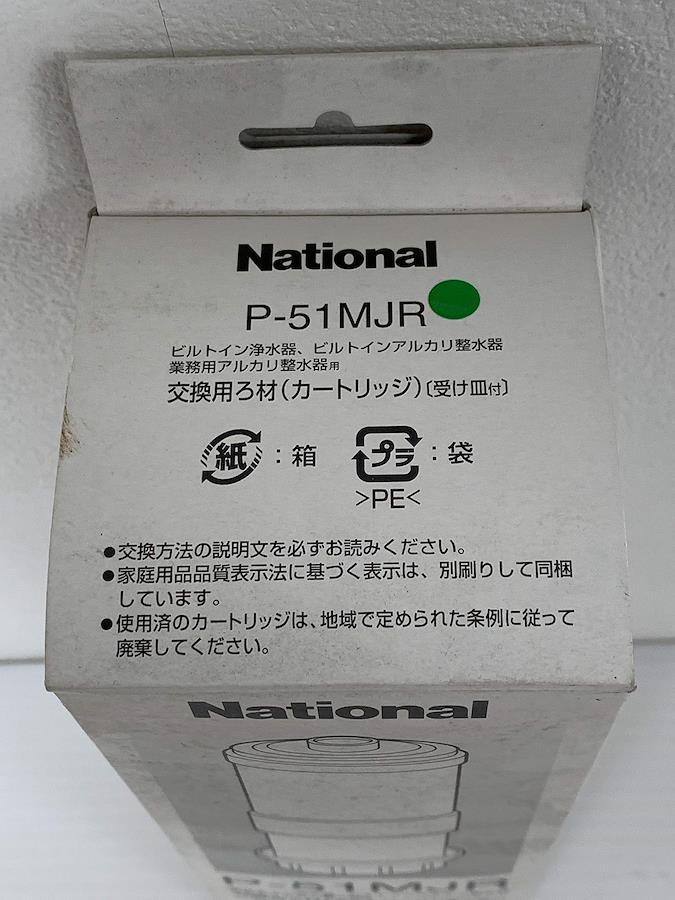 National
P-51MJR
ビルトイン浄水器、ビルトインアルカリ整水器
業務用アルカリ整水器用
交換用ろ材(カートリッジ)〔受け皿付〕
紙:箱 プラ:袋
>PE<
●交換方法の説明文を必ずお読みください。
●家庭用品品質表示法に基づく表示は、別刷りして同梱
しています。
●使用済のカートリッジは、地域で定められた条例に従って
廃棄してください。
National
P-51MJR